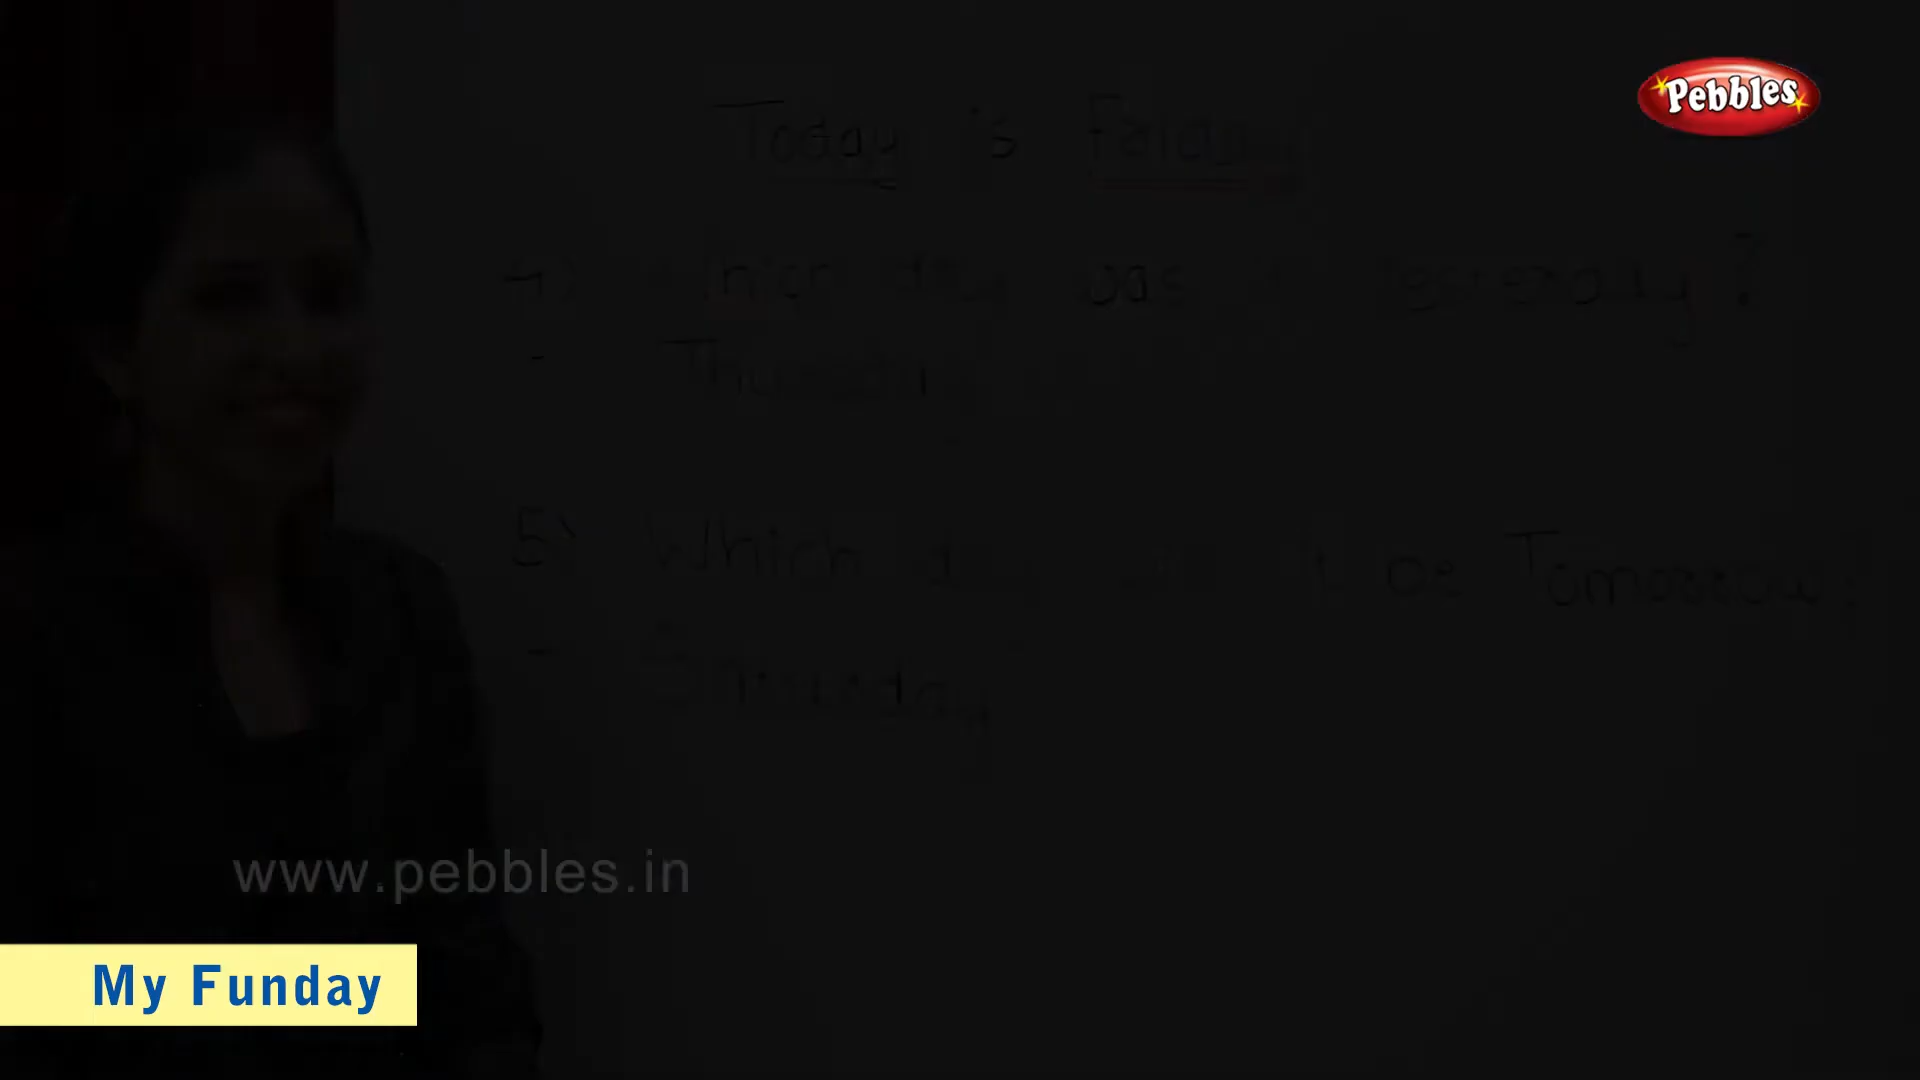 Pebbles
Today is Friday
4) Which day was it Yesterday?
- Thursday
5) Which day will it be Tomorrow?
- Saturday
www.pebbles.in
My Funday